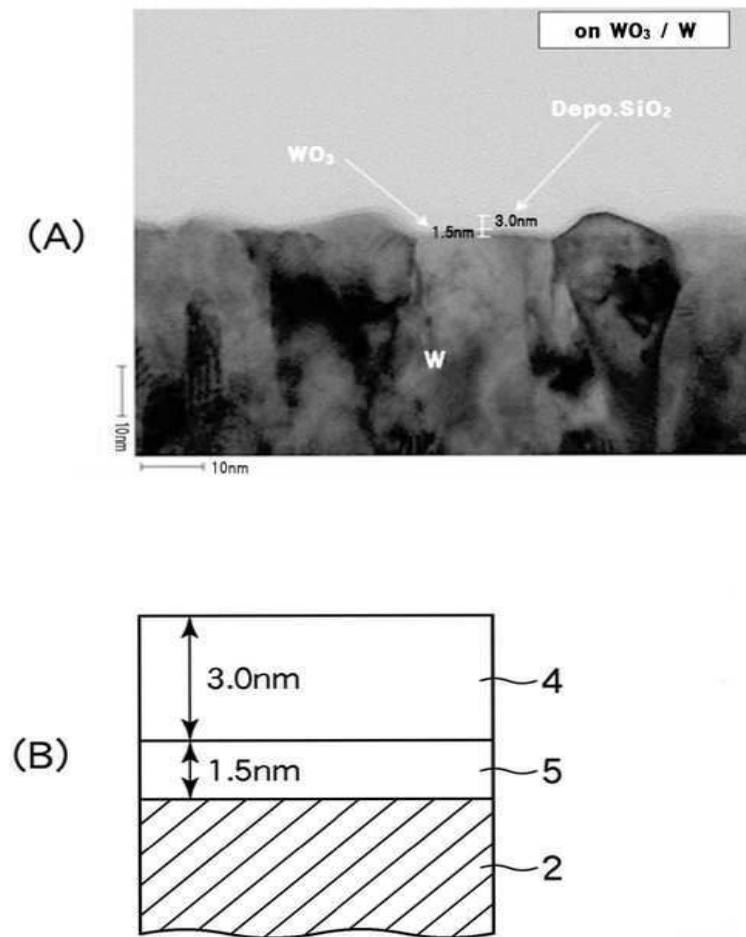 on WO₃ / W
Depo.SiO₂
WO₃
3.0nm
1.5nm
(A)
W
10nm
10nm
3.0nm
4
(B)
1.5nm
5
2